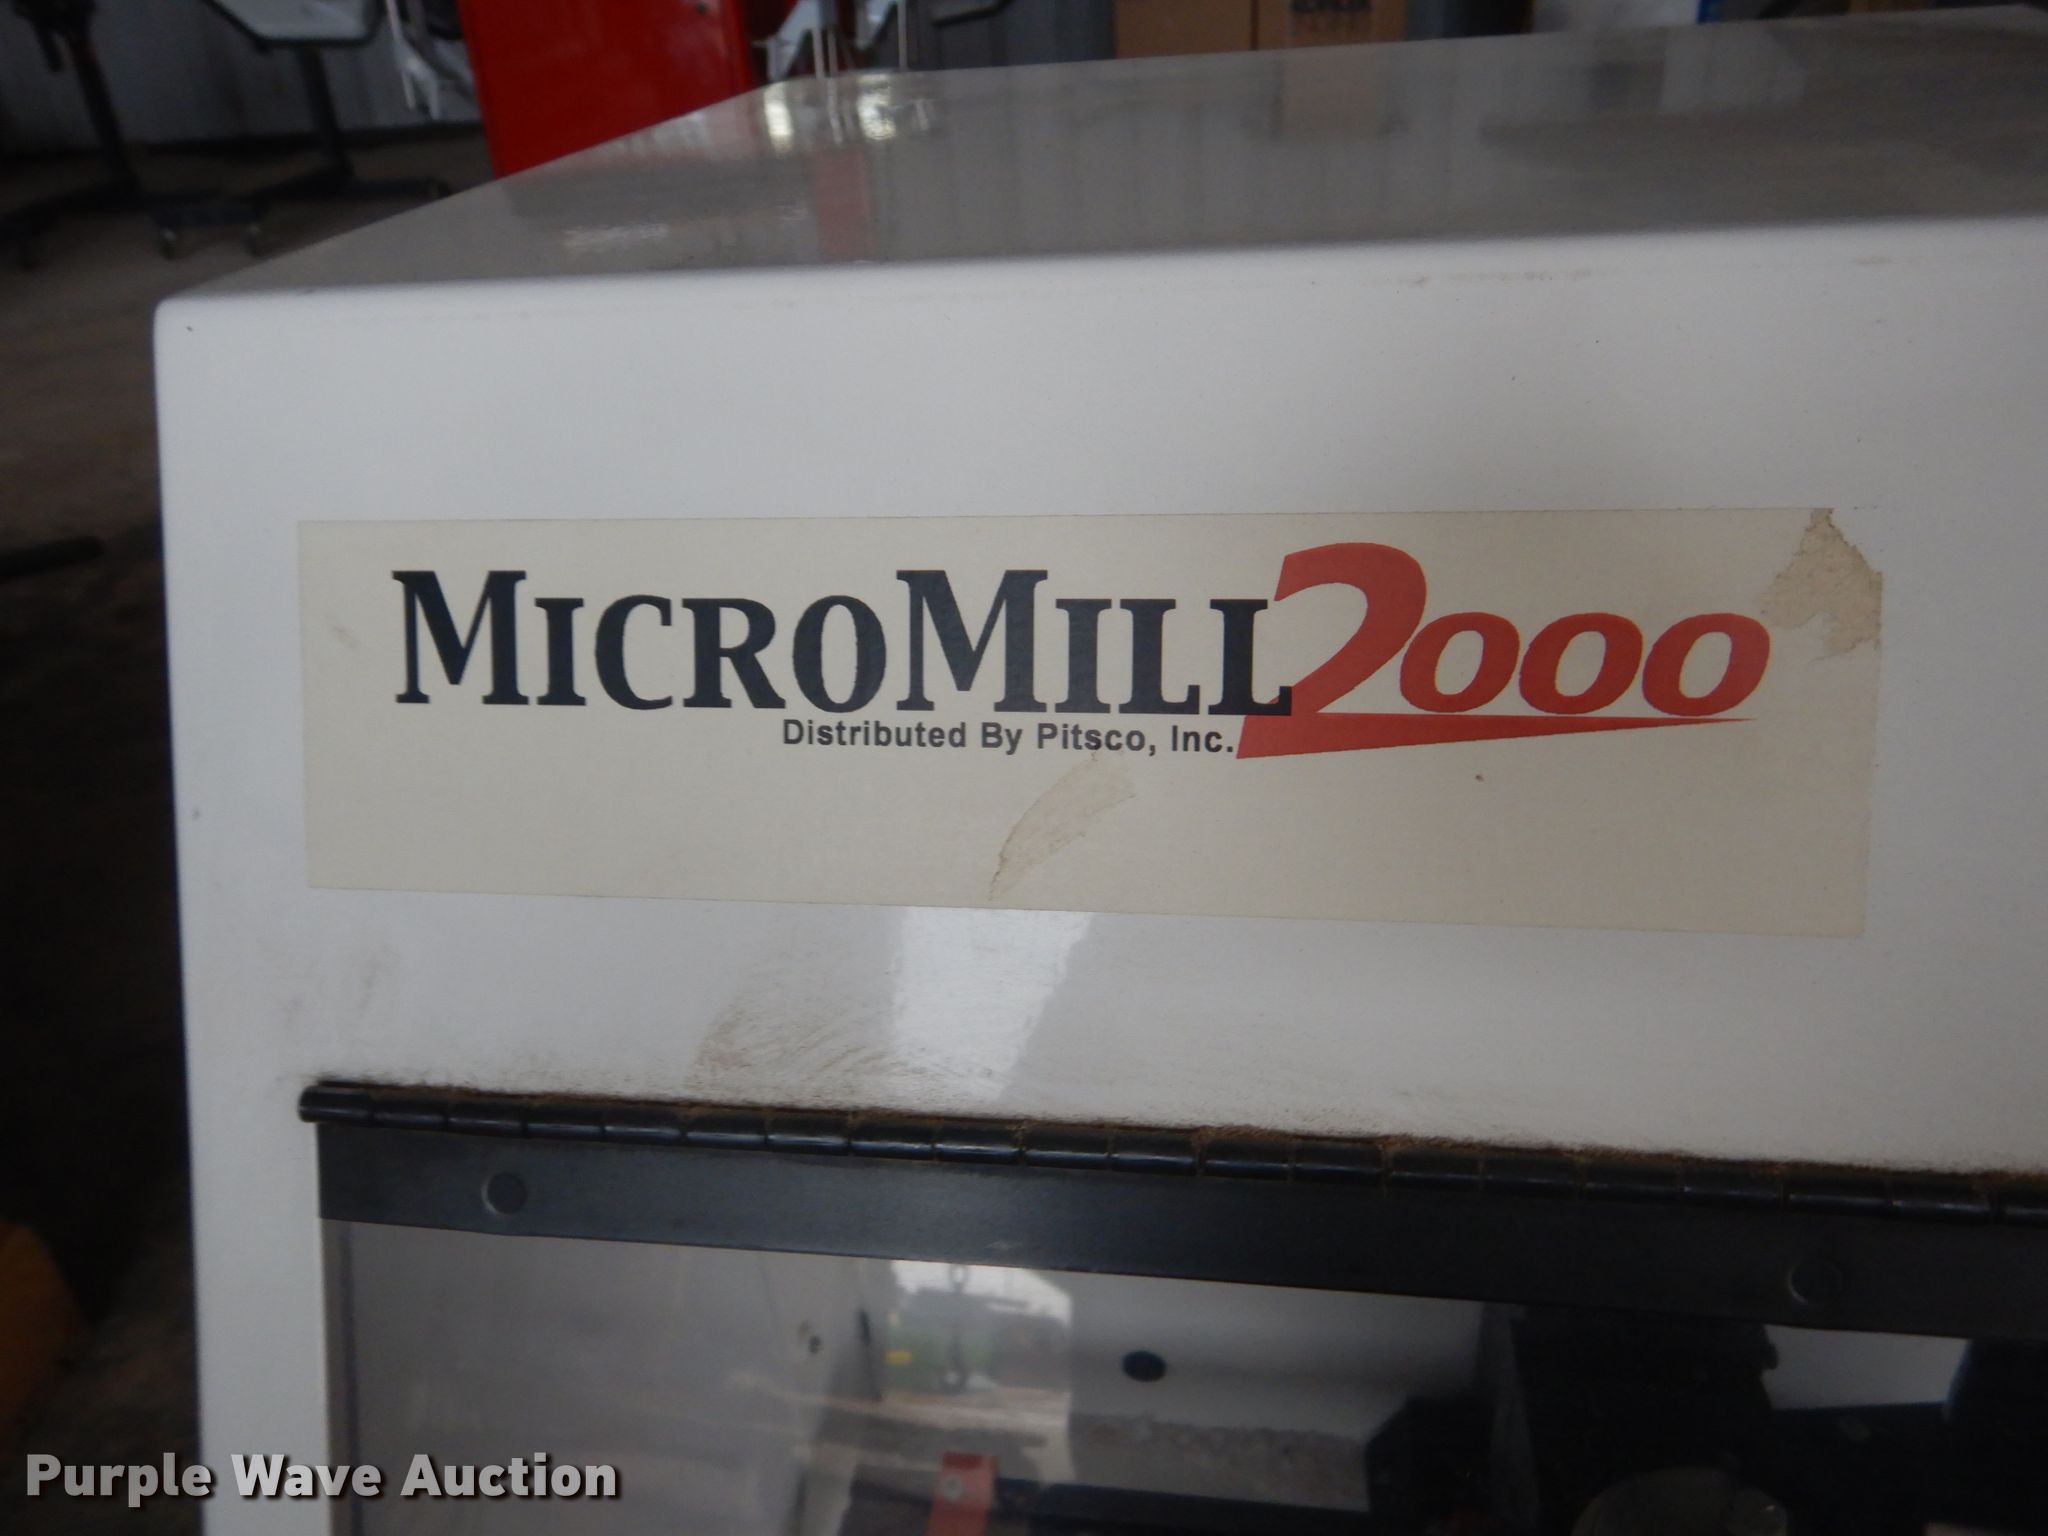 MICROMILL2000
Distributed By Pitsco, Inc.
Purple Wave Auction